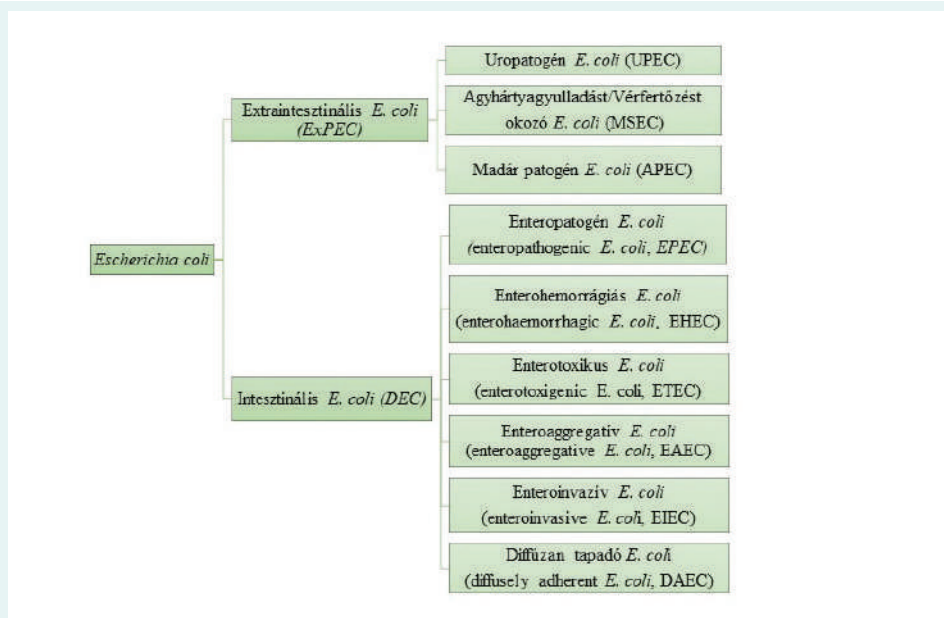 Uropatogén E. coli (UPEC)
Extraintesztinális E. coli
(ExPEC)
Agyhártyagyulladást/Vérfertőzést
okozó E. coli (MSEC)
Madár patogén E. coli (APEC)
Escherichia coli
Enteropatogén E. coli
(enteropathogenic E. coli, EPEC)
Enterohemorrágiás E. coli
(enterohaemorrhagic E. coli, EHEC)
Intesztinális E. coli (DEC)
Enterotoxikus E. coli
(enterotoxigenic E. coli, ETEC)
Enteroaggregatív E. coli
(enteroaggregative E. coli, EAEC)
Enteroinvazív E. coli
(enteroinvasive E. coli, EIEC)
Diffúzan tapadó E. coli
(diffusely adherent E. coli, DAEC)